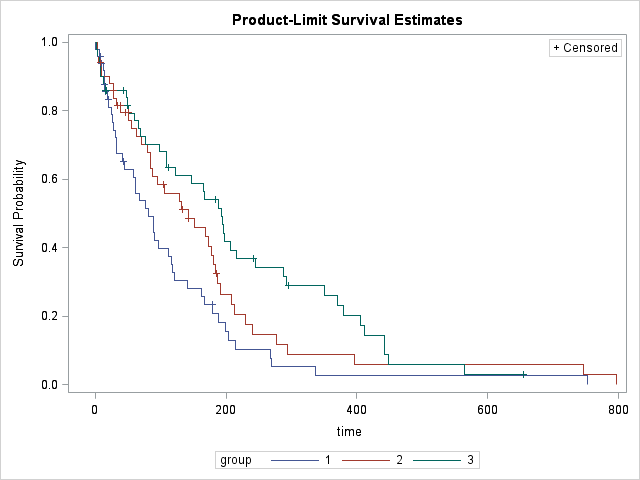 Product-Limit Survival Estimates
+ Censored
1.0
0.8
0.6
0.4
0.2
0.0
Survival Probability
0 200 400 600 800
time
group 1 2 3